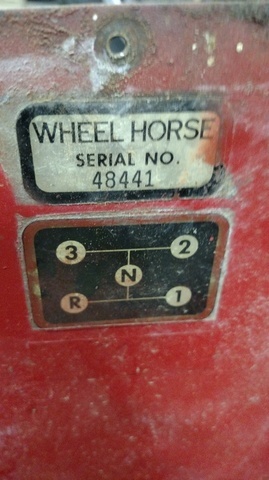 WHEEL HORSE
SERIAL NO.
48441
3 2
N
R 1